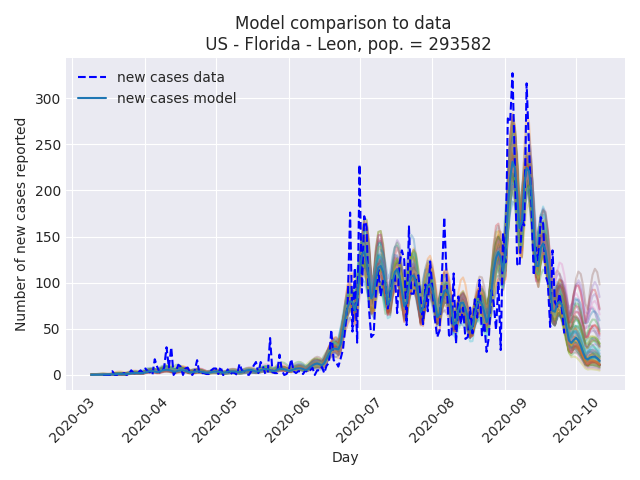 Model comparison to data
US - Florida - Leon, pop. = 293582
new cases data
new cases model
Number of new cases reported
300
250
200
150
100
50
0
2020-03
2020-04
2020-05
2020-06
2020-07
2020-08
2020-09
2020-10
Day